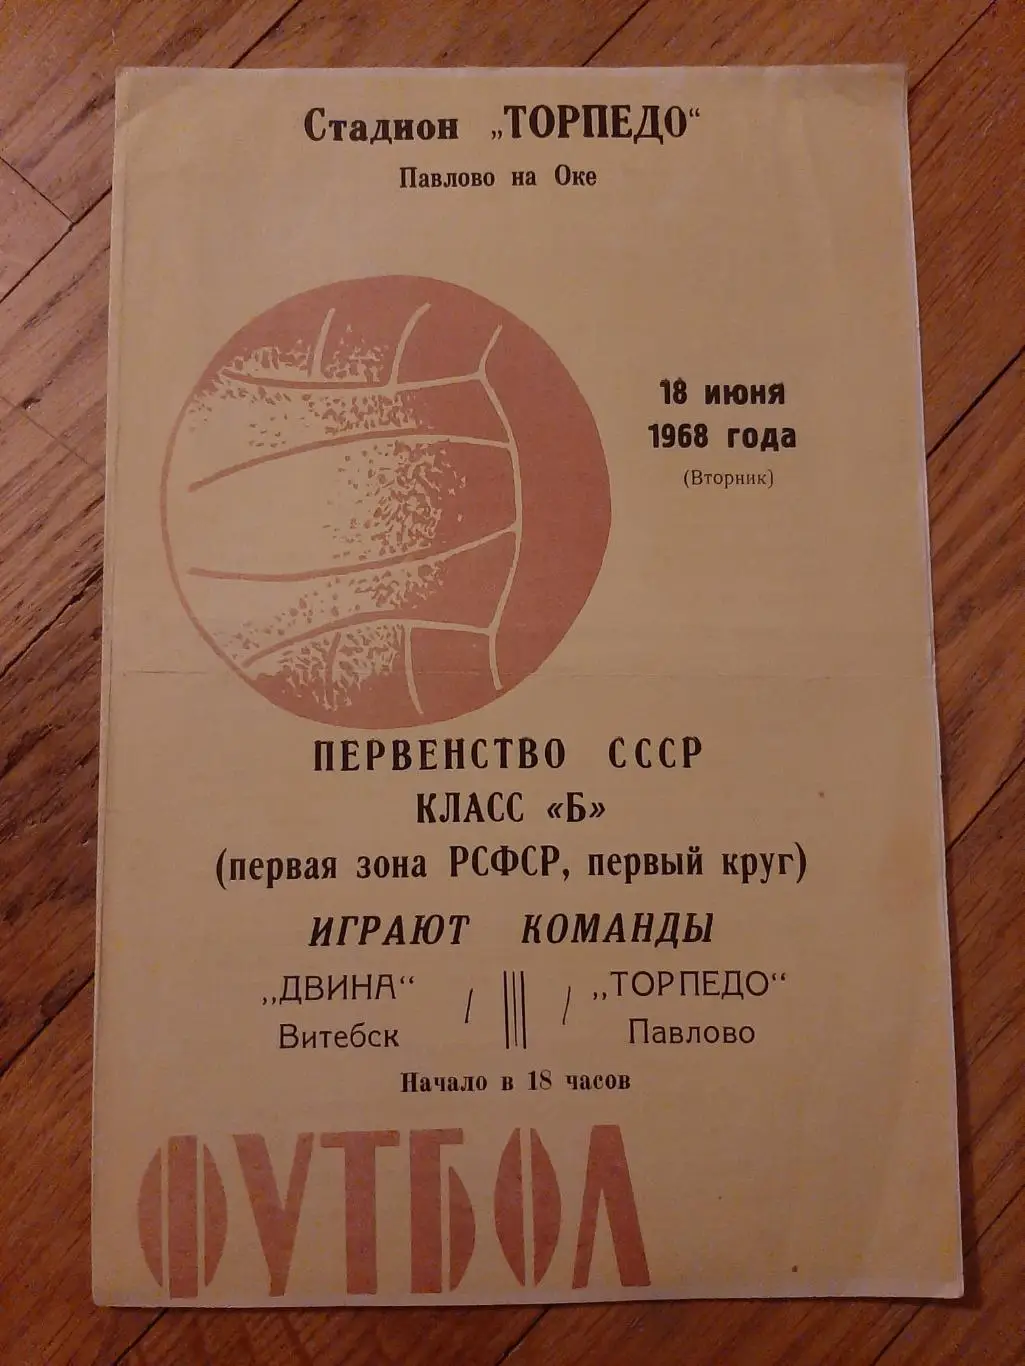 Стадион „ТОРПЕДО“
Павлово на Оке
18 июня
1968 года
(Вторник)
ПЕРВЕНСТВО СССР
КЛАСС «Б»
(первая зона РСФСР, первый круг)
ИГРАЮТ КОМАНДЫ
„ДВИНА“ „ТОРПЕДО“
Витебск Павлово
Начало в 18 часов
ФУТБОЛ